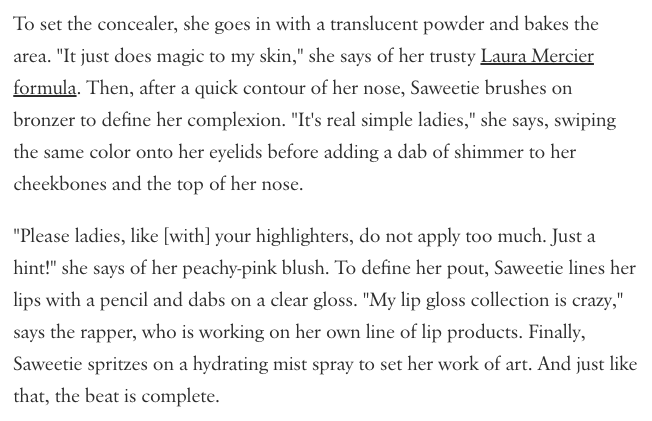 To set the concealer, she goes in with a translucent powder and bakes the
area. "It just does magic to my skin," she says of her trusty Laura Mercier
formula. Then, after a quick contour of her nose, Saweetie brushes on
bronzer to define her complexion. "It's real simple ladies," she says, swiping
the same color onto her eyelids before adding a dab of shimmer to her
cheekbones and the top of her nose.
"Please ladies, like [with] your highlighters, do not apply too much. Just a
hint!" she says of her peachy-pink blush. To define her pout, Saweetie lines her
lips with a pencil and dabs on a clear gloss. "My lip gloss collection is crazy,"
says the rapper, who is working on her own line of lip products. Finally,
Saweetie spritzes on a hydrating mist spray to set her work of art. And just like
that, the beat is complete.